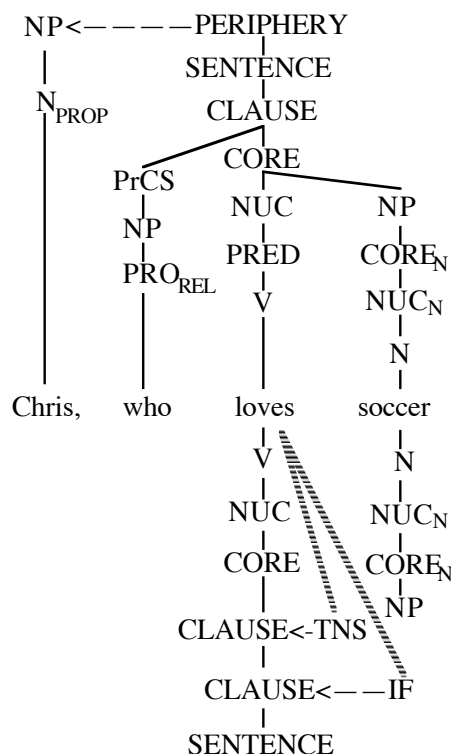 NP<----PERIPHERY
SENTENCE
N_PROP CLAUSE
CORE
PrCS NUC NP
NP PRED CORE_N
PRO_REL V NUC_N
N
Chris, who loves soccer
V N
NUC NUC_N
CORE CORE_N
NP
CLAUSE<-TNS
CLAUSE<--IF
SENTENCE